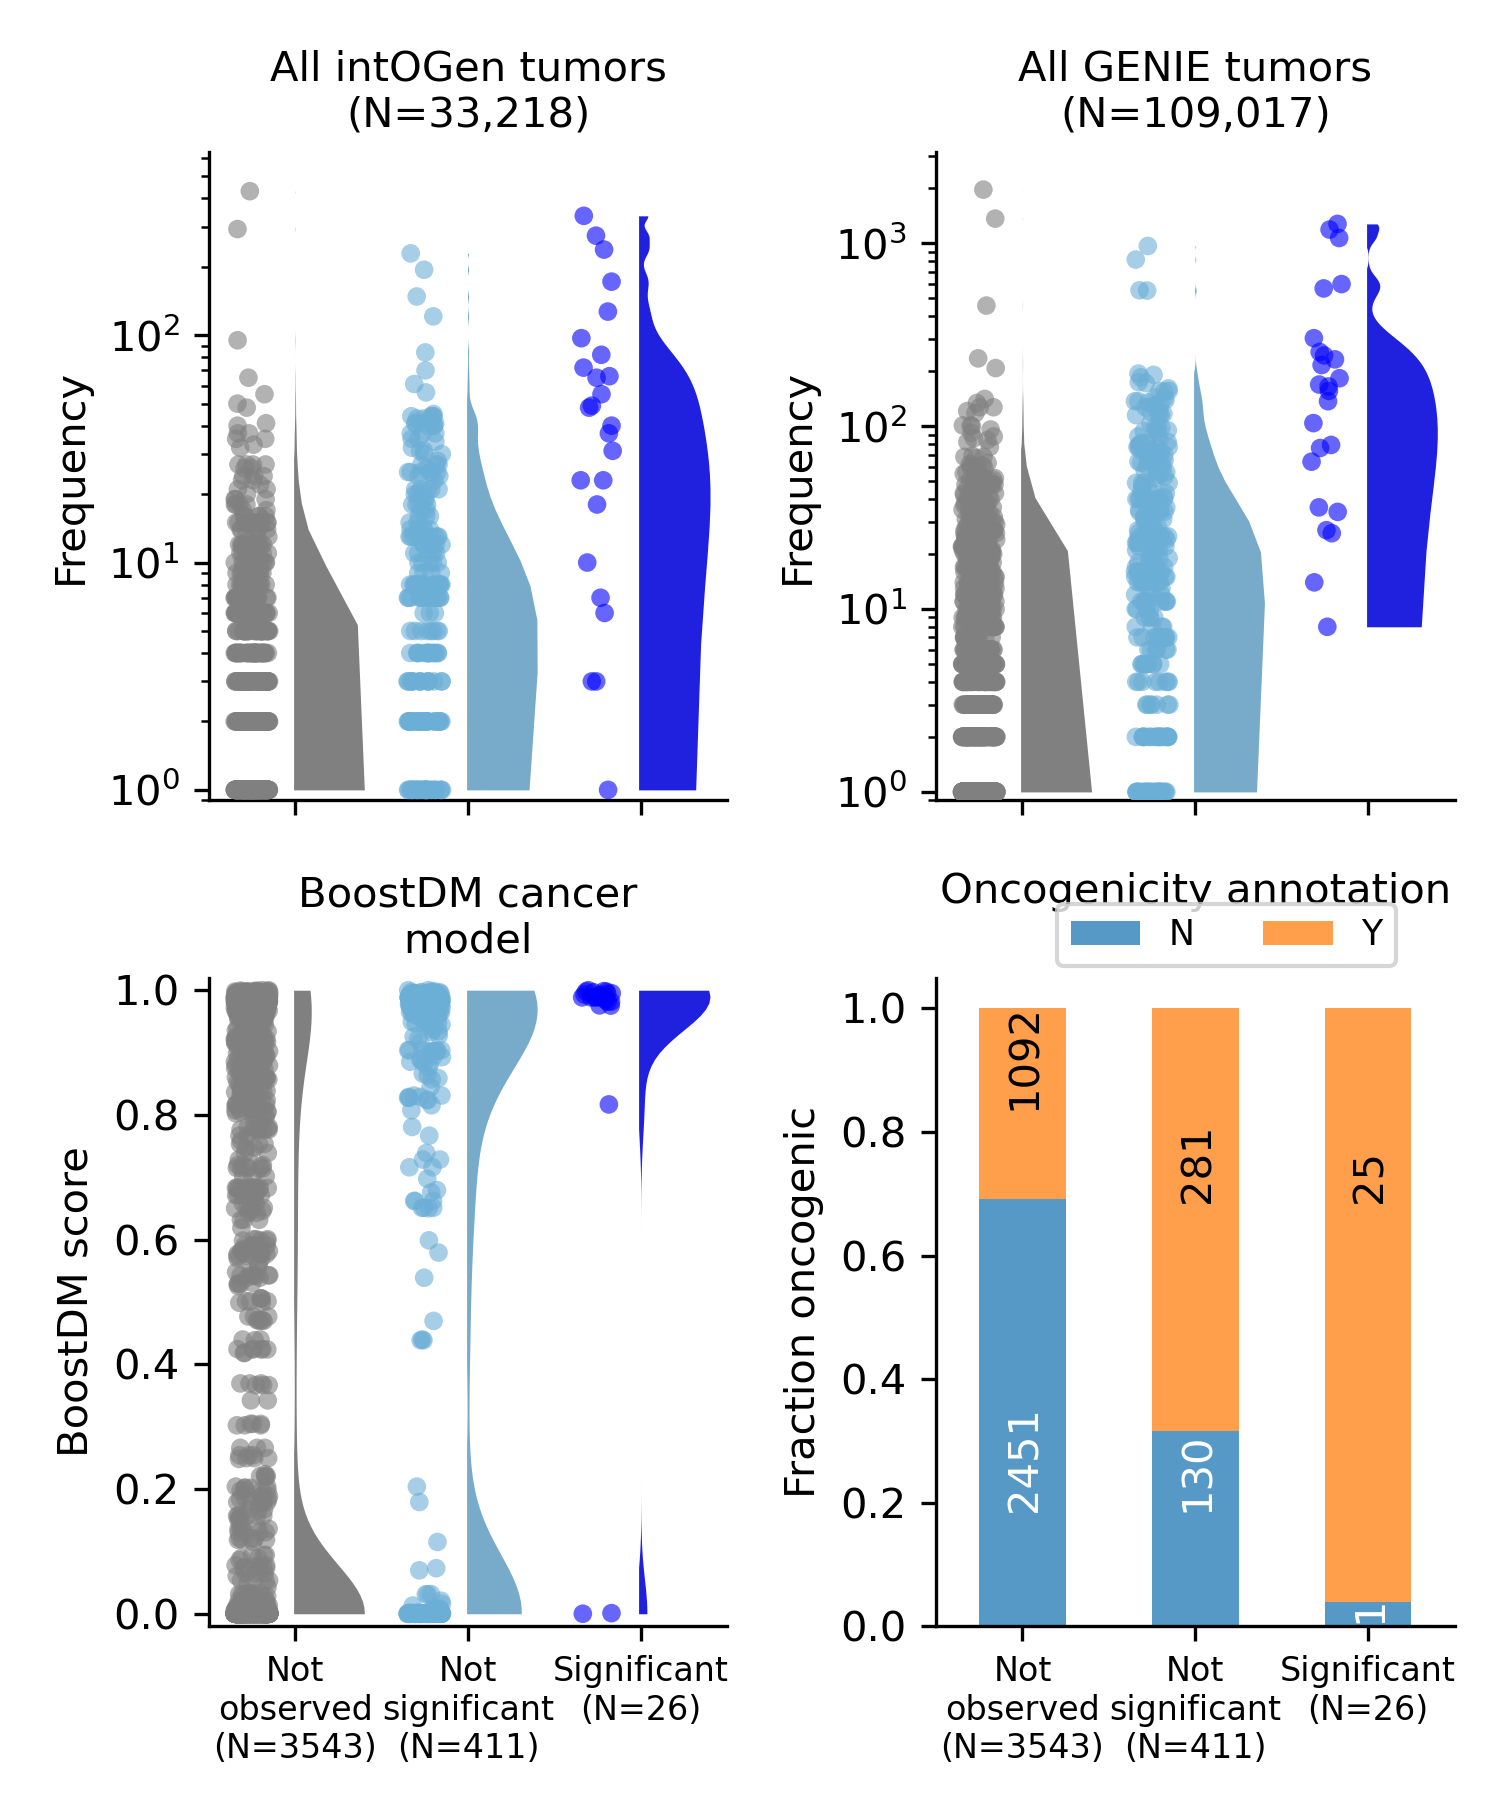 All intOGen tumors
(N=33,218)
Frequency
10²
10¹
10⁰
All GENIE tumors
(N=109,017)
Frequency
10³
10²
10¹
10⁰
BoostDM cancer
model
BoostDM score
1.0
0.8
0.6
0.4
0.2
0.0
Not
observed
(N=3543)
Not
significant
(N=411)
Significant
(N=26)
Oncogenicity annotation
N
Y
Fraction oncogenic
1.0
0.8
0.6
0.4
0.2
0.0
1092
2451
281
130
25
1
Not
observed
(N=3543)
Not
significant
(N=411)
Significant
(N=26)